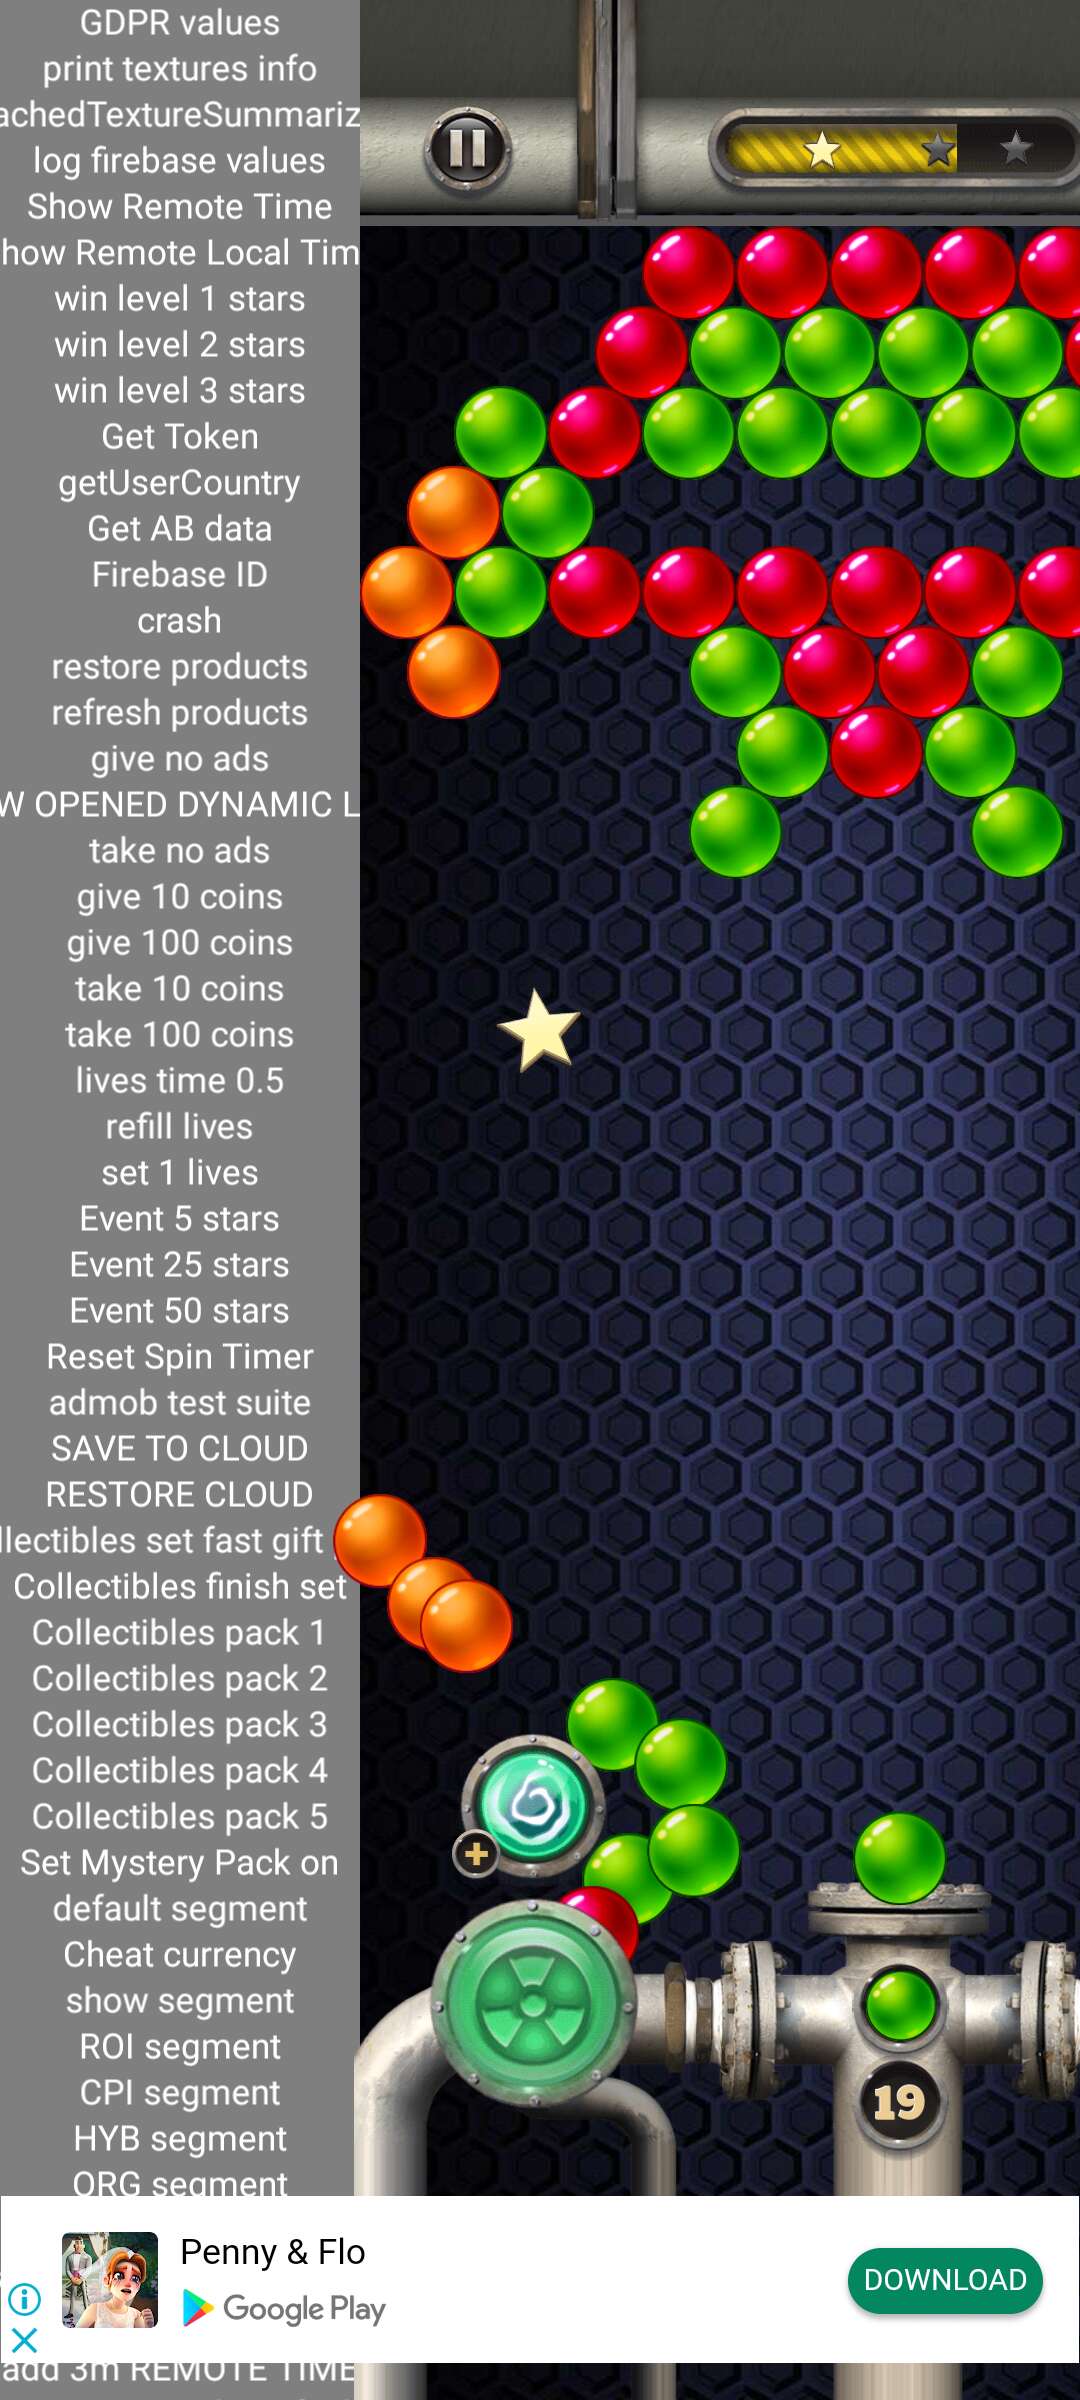 GDPR values
print textures info
achedTextureSummariz
log firebase values
Show Remote Time
how Remote Local Tim
win level 1 stars
win level 2 stars
win level 3 stars
Get Token
getUserCountry
Get AB data
Firebase ID
crash
restore products
refresh products
give no ads
W OPENED DYNAMIC L
take no ads
give 10 coins
give 100 coins
take 10 coins
take 100 coins
lives time 0.5
refill lives
set 1 lives
Event 5 stars
Event 25 stars
Event 50 stars
Reset Spin Timer
admob test suite
SAVE TO CLOUD
RESTORE CLOUD
llectibles set fast gift
Collectibles finish set
Collectibles pack 1
Collectibles pack 2
Collectibles pack 3
Collectibles pack 4
Collectibles pack 5
Set Mystery Pack on
default segment
Cheat currency
show segment
ROI segment
CPI segment
HYB segment
ORG segment
19
Penny & Flo
Google Play
DOWNLOAD
add 3m REMOTE TIME